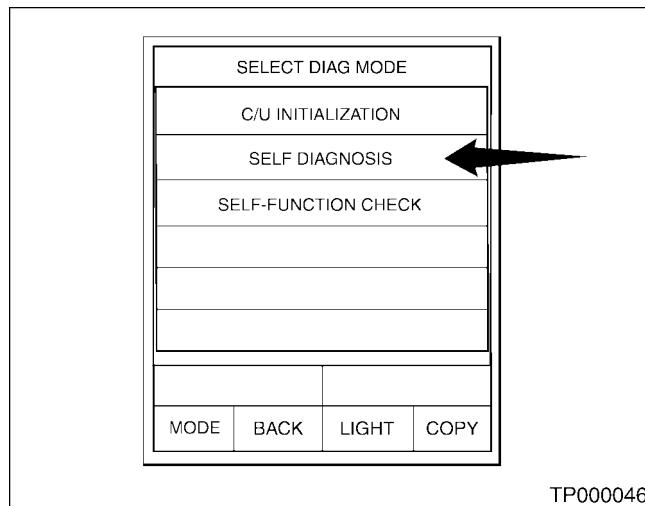 SELECT DIAG MODE
C/U INITIALIZATION
SELF DIAGNOSIS
SELF-FUNCTION CHECK
MODE BACK LIGHT COPY
TP000046